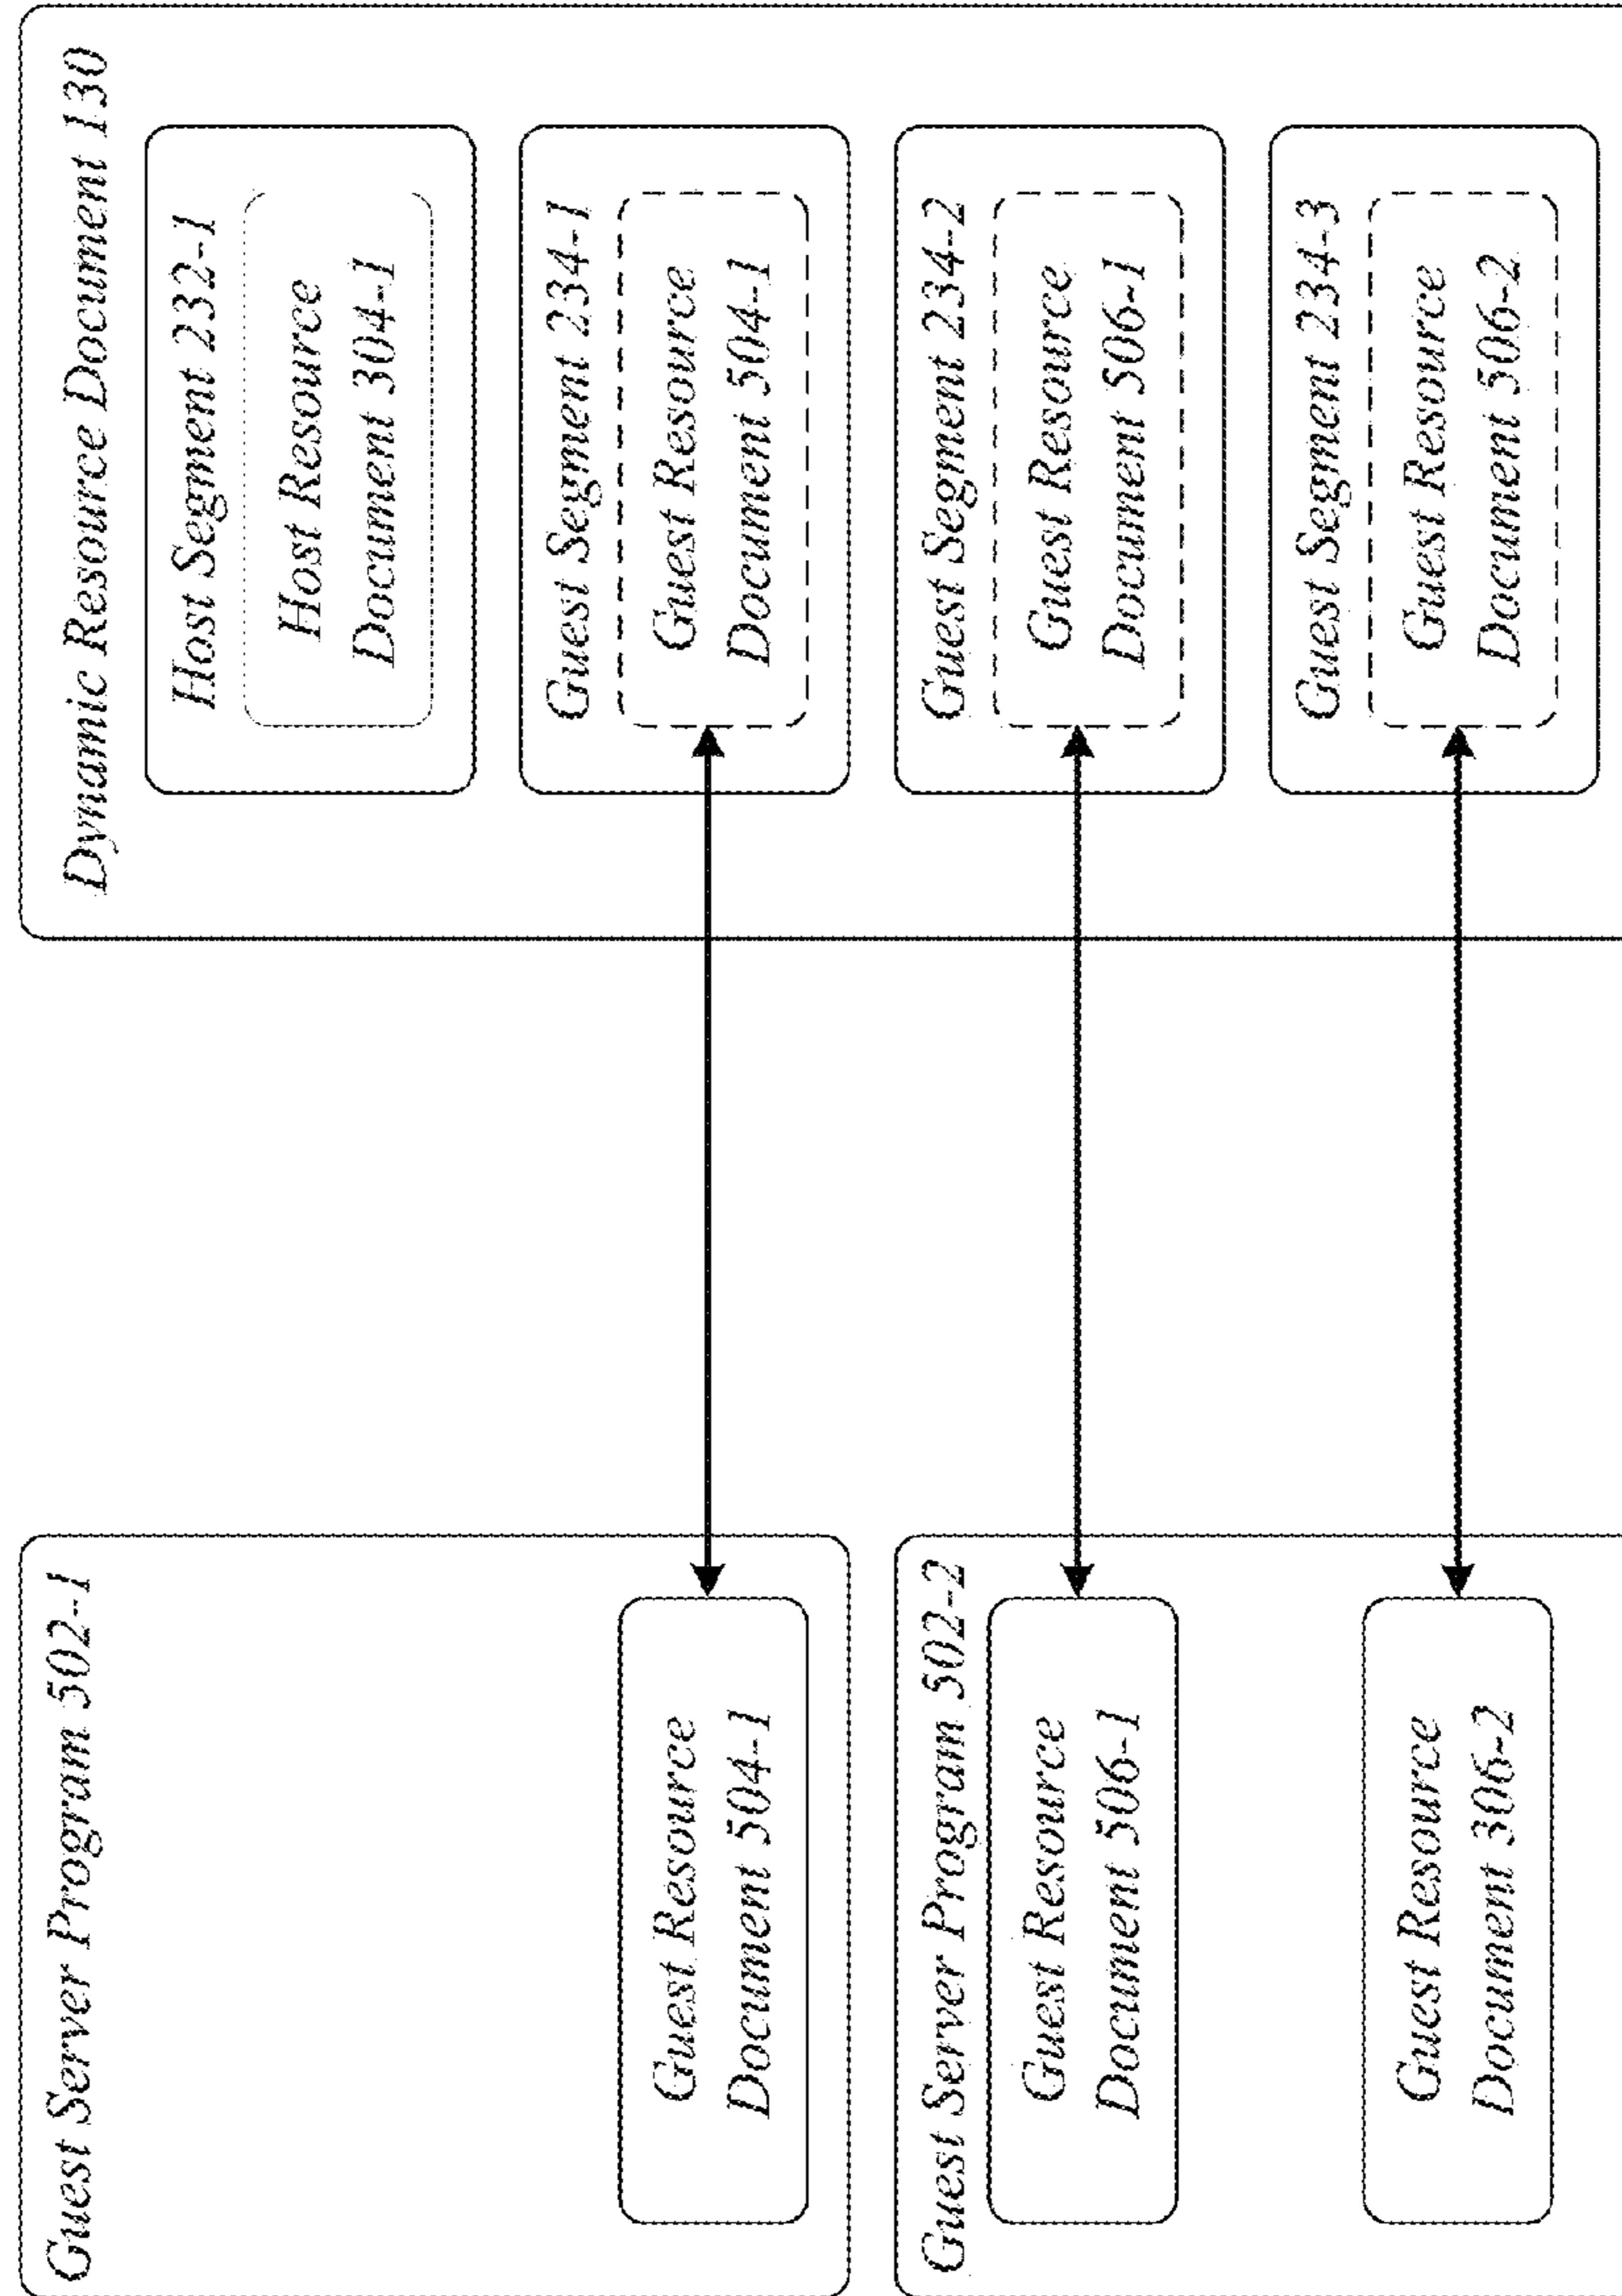 Guest Server Program 502-1
Guest Resource
Document 504-1
Guest Server Program 502-2
Guest Resource
Document 506-1
Guest Resource
Document 306-2
Dynamic Resource Document 130
Host Segment 232-1
Host Resource
Document 304-1
Guest Segment 234-1
Guest Resource
Document 504-1
Guest Segment 234-2
Guest Resource
Document 506-1
Guest Segment 234-3
Guest Resource
Document 506-2